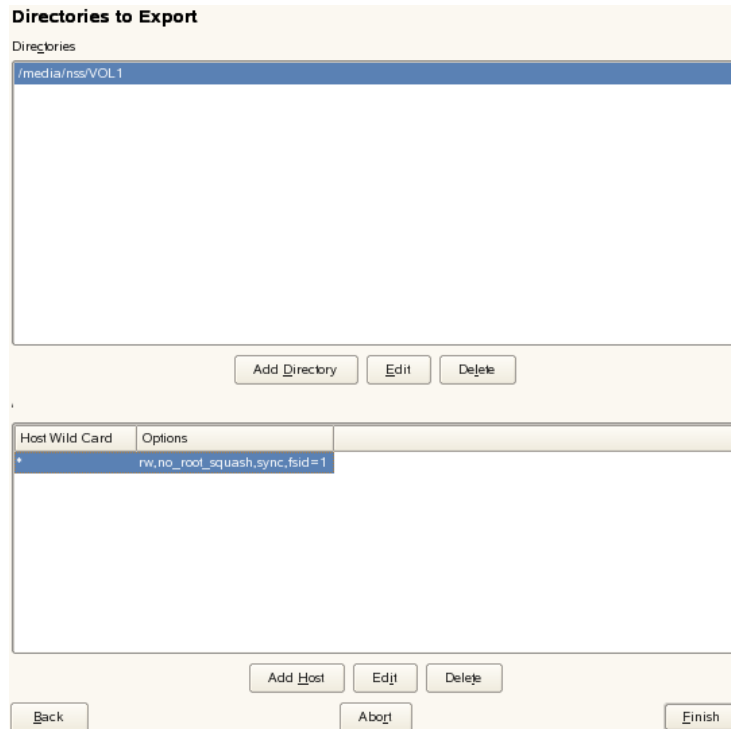 Directories to Export
Directories
/media/nss/VOL1
Add Directory Edit Delete
Host Wild Card Options
* rw,no_root_squash,sync,fsid=1
Add Host Edit Delete
Back Abort Finish